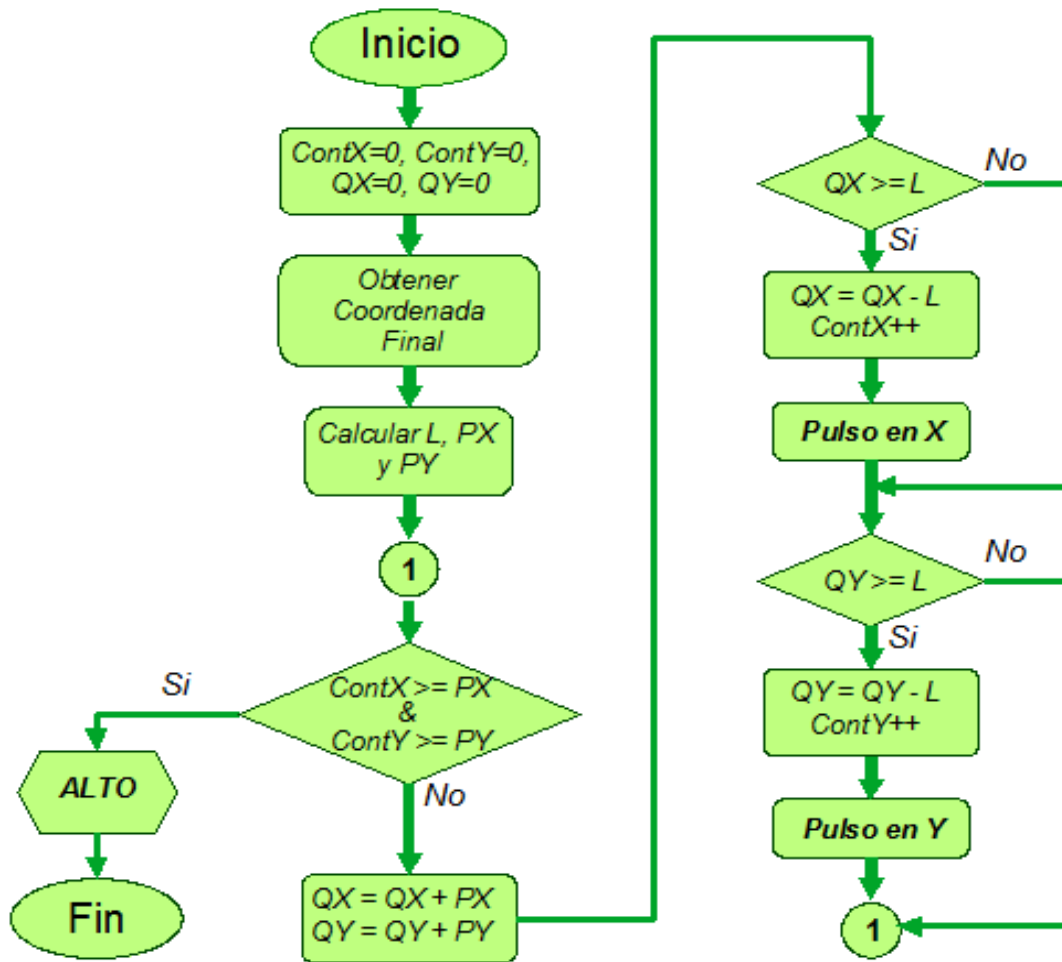 Inicio
ContX=0, ContY=0,
QX=0, QY=0
Obtener
Coordenada
Final
Calcular L, PX
y PY
1
ContX >= PX
&
ContY >= PY
Si
ALTO
Fin
No
QX = QX + PX
QY = QY + PY
QX >= L
No
Si
QX = QX - L
ContX++
Pulso en X
QY >= L
No
Si
QY = QY - L
ContY++
Pulso en Y
1